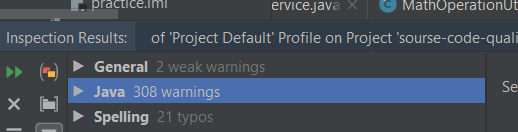 practice.iml
ervice.java
MathOperationUt
Inspection Results:
of 'Project Default' Profile on Project 'sourse-code-quali
General 2 weak warnings
Java 308 warnings
Se
Spelling 21 typos